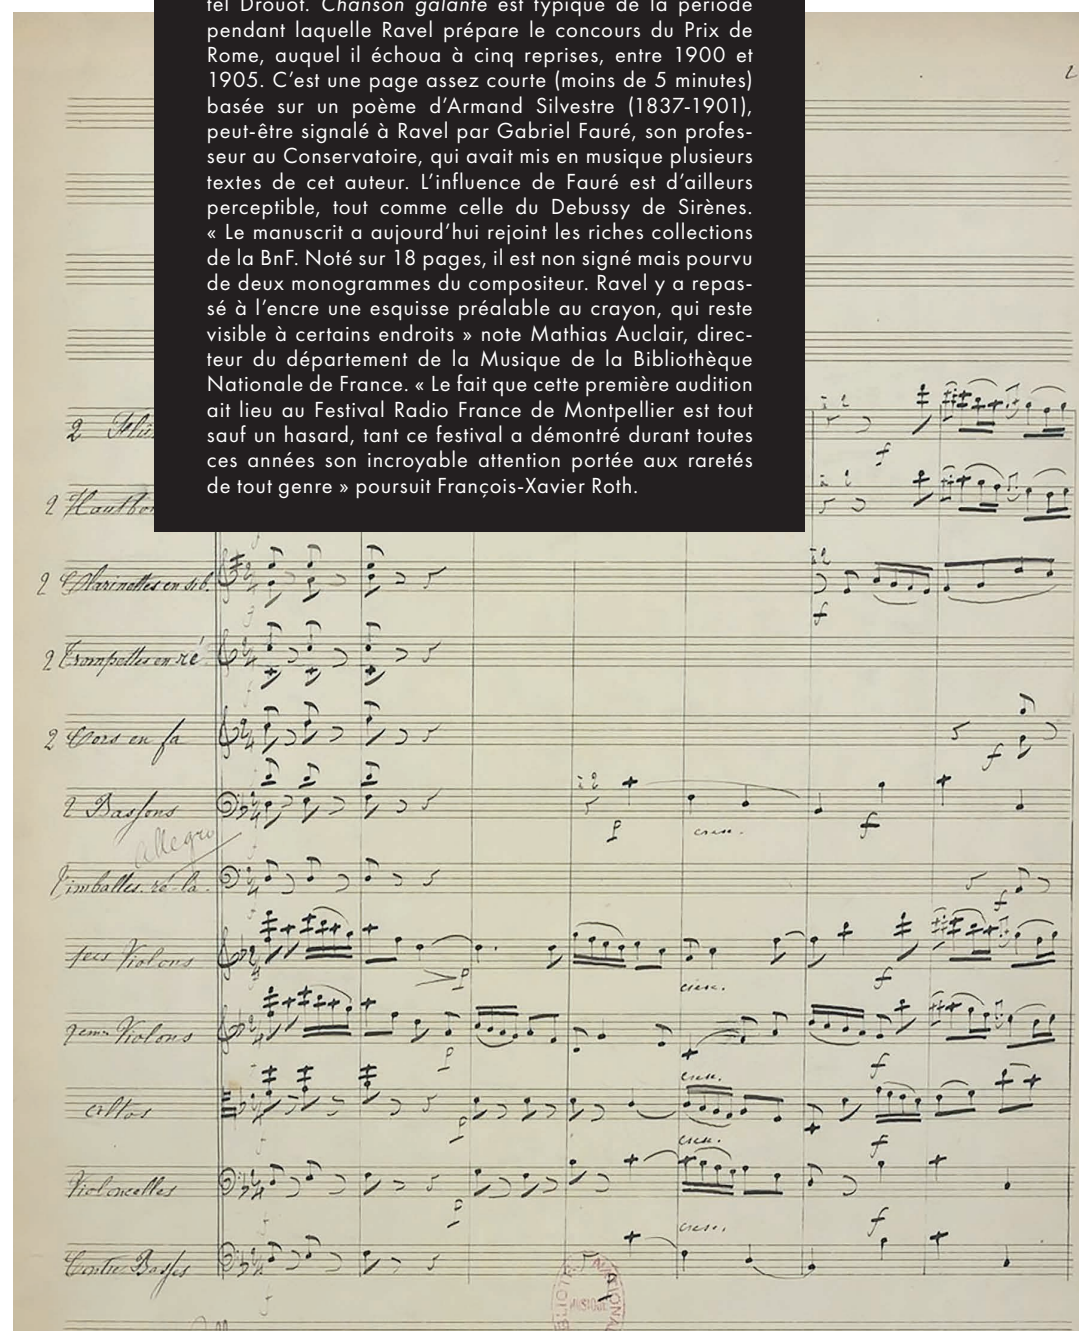 tel Drouot. Chanson galante est typique de la période
pendant laquelle Ravel prépare le concours du Prix de
Rome, auquel il échoua à cinq reprises, entre 1900 et
1905. C’est une page assez courte (moins de 5 minutes)
basée sur un poème d’Armand Silvestre (1837-1901),
peut-être signalé à Ravel par Gabriel Fauré, son profes-
seur au Conservatoire, qui avait mis en musique plusieurs
textes de cet auteur. L’influence de Fauré est d’ailleurs
perceptible, tout comme celle du Debussy de Sirènes.
« Le manuscrit a aujourd’hui rejoint les riches collections
de la BnF. Noté sur 18 pages, il est non signé mais pourvu
de deux monogrammes du compositeur. Ravel y a repas-
sé à l’encre une esquisse préalable au crayon, qui reste
visible à certains endroits » note Mathias Auclair, direc-
teur du département de la Musique de la Bibliothèque
Nationale de France. « Le fait que cette première audition
ait lieu au Festival Radio France de Montpellier est tout
sauf un hasard, tant ce festival a démontré durant toutes
ces années son incroyable attention portée aux raretés
de tout genre » poursuit François-Xavier Roth.
2
2 Hautbo
2 Clarinettes en sib.
2 Trompettes en ré
2 Cors en fa
2 Bassons
cresc.
allegro
Timballes. ré-la.
1ers Violons
cresc.
2emes Violons
cresc.
altos
cresc.
Violoncelles
cresc.
Contre Basses
MUSIQUE